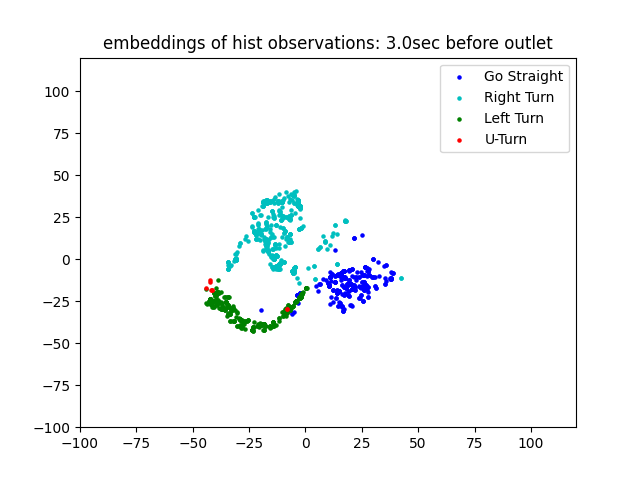 embeddings of hist observations: 3.0sec before outlet
Go Straight
Right Turn
Left Turn
U-Turn
100
75
50
25
0
−25
−50
−75
−100
−100 −75 −50 −25 0 25 50 75 100